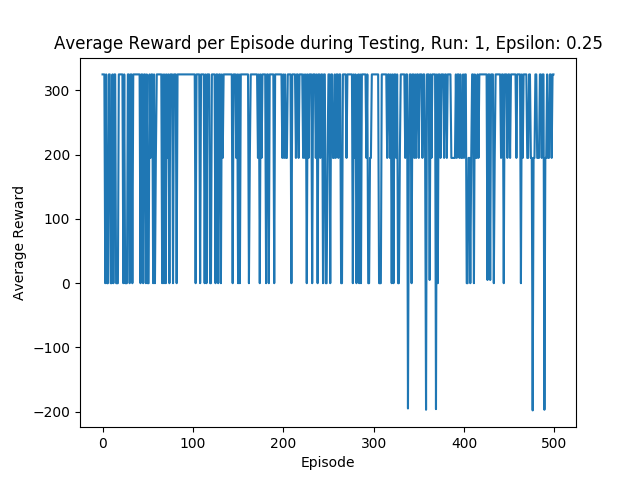 Average Reward per Episode during Testing, Run: 1, Epsilon: 0.25
300
200
100
0
−100
−200
Average Reward
0 100 200 300 400 500
Episode